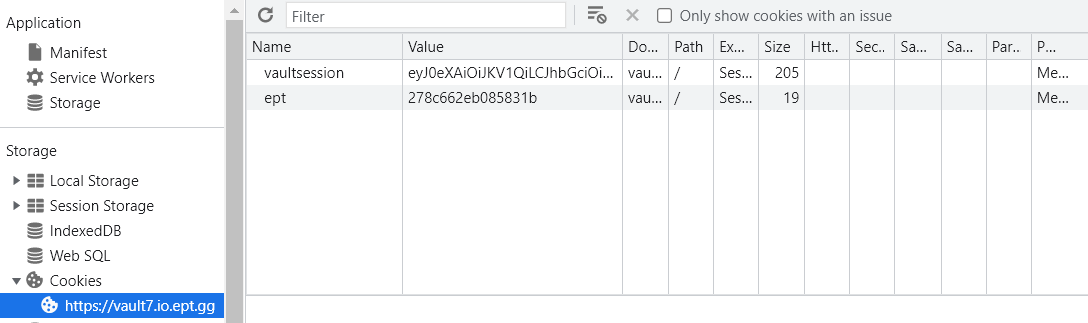 Application
Manifest
Service Workers
Storage
Storage
Local Storage
Session Storage
IndexedDB
Web SQL
Cookies
https://vault7.io.ept.gg
Filter
Only show cookies with an issue
Name Value Do... Path Ex... Size Htt.. Sec.. Sa... Sa... Par.. P...
vaultsession eyJ0eXAiOiJKV1QiLCJhbGciOi... vau... / Ses... 205 Me...
ept 278c662eb085831b vau... / Ses... 19 Me...